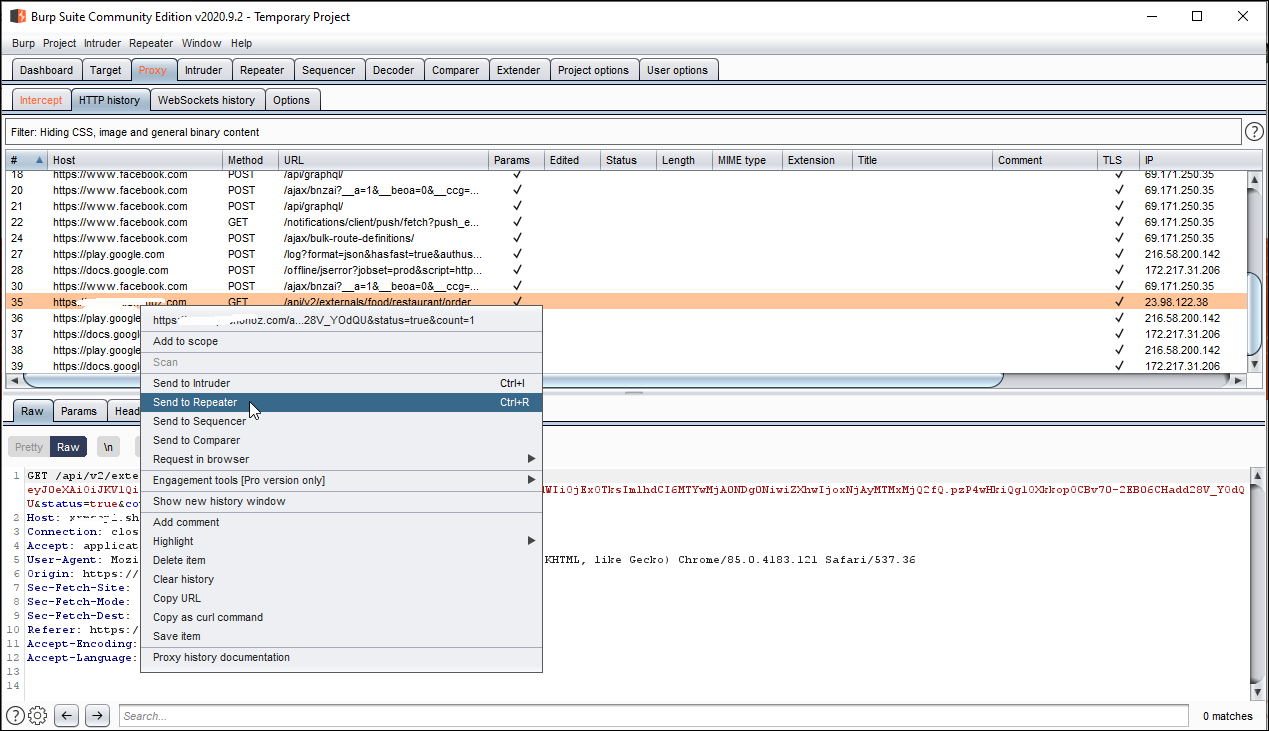 Burp Suite Community Edition v2020.9.2 - Temporary Project
Burp Project Intruder Repeater Window Help
Dashboard Target Proxy Intruder Repeater Sequencer Decoder Comparer Extender Project options User options
Intercept HTTP history WebSockets history Options
Filter: Hiding CSS, image and general binary content ?
# Host Method URL Params Edited Status Length MIME type Extension Title Comment TLS IP
18 https://www.facebook.com POST /api/graphql/ ✓ ✓ 69.171.250.35
20 https://www.facebook.com POST /ajax/bnzai?__a=1&__beoa=0&__ccg=... ✓ ✓ 69.171.250.35
21 https://www.facebook.com POST /api/graphql/ ✓ ✓ 69.171.250.35
22 https://www.facebook.com GET /notifications/client/push/fetch?push_e... ✓ ✓ 69.171.250.35
24 https://www.facebook.com POST /ajax/bulk-route-definitions/ ✓ ✓ 69.171.250.35
27 https://play.google.com POST /log?format=json&hasfast=true&authus... ✓ ✓ 216.58.200.142
28 https://docs.google.com POST /offline/jserror?jobset=prod&script=http... ✓ ✓ 172.217.31.206
30 https://www.facebook.com POST /ajax/bnzai?__a=1&__beoa=0&__ccg=... ✓ ✓ 69.171.250.35
35 https: .com GET /api/v2/externals/food/restaurant/order ✓ ✓ 23.98.122.38
36 https://play.google ✓ 216.58.200.142
37 https://docs.google ✓ 172.217.31.206
38 https://play.google ✓ 216.58.200.142
39 https://docs.google ✓ 172.217.31.206
https: .com/a...28V_YOdQU&status=true&count=1
Add to scope
Scan
Send to Intruder Ctrl+I
Send to Repeater Ctrl+R
Send to Sequencer
Send to Comparer
Request in browser
Engagement tools [Pro version only]
Show new history window
Add comment
Highlight
Delete item
Clear history
Copy URL
Copy as curl command
Save item
Proxy history documentation
Raw Params Head
Pretty Raw \n
1 GET /api/v2/exte
U&status=true&co
2 Host:
3 Connection: clos
4 Accept: applicat
5 User-Agent: Mozi KHTML, like Gecko) Chrome/85.0.4183.121 Safari/537.36
6 Origin: https://
7 Sec-Fetch-Site:
8 Sec-Fetch-Mode:
9 Sec-Fetch-Dest:
10 Referer: https:/
11 Accept-Encoding:
12 Accept-Language:
13
14
? Search... 0 matches